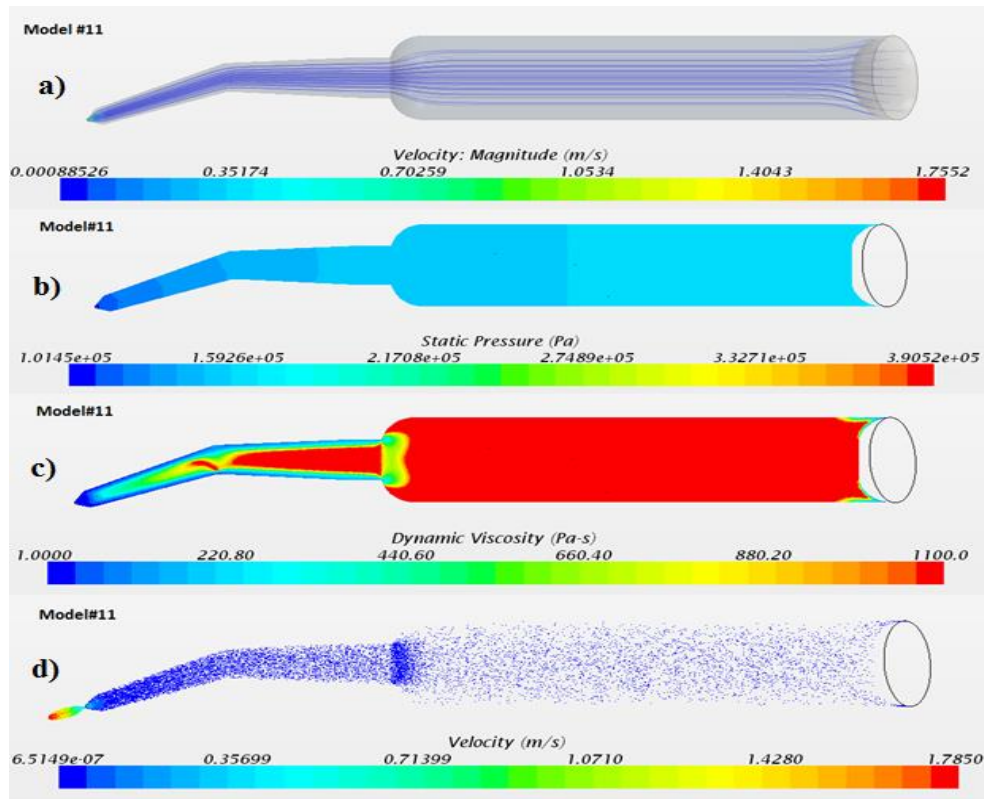 Model #11
a)
Velocity: Magnitude (m/s)
0.00088526 0.35174 0.70259 1.0534 1.4043 1.7552
Model#11
b)
Static Pressure (Pa)
1.0145e+05 1.5926e+05 2.1708e+05 2.7489e+05 3.3271e+05 3.9052e+05
Model#11
c)
Dynamic Viscosity (Pa-s)
1.0000 220.80 440.60 660.40 880.20 1100.0
Model#11
d)
Velocity (m/s)
6.5149e-07 0.35699 0.71399 1.0710 1.4280 1.7850